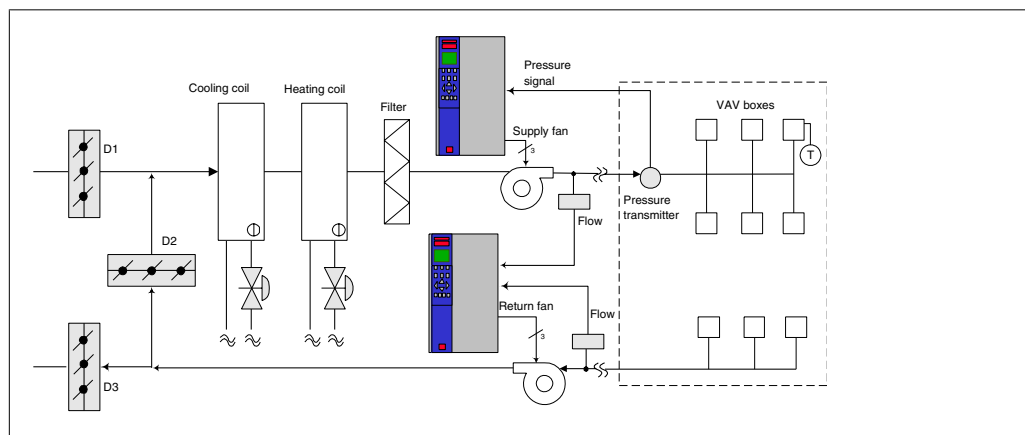 Cooling coil
Heating coil
Filter
Pressure
signal
VAV boxes
D1
Supply fan
3
T
Pressure
transmitter
Flow
D2
Return fan
3
Flow
D3